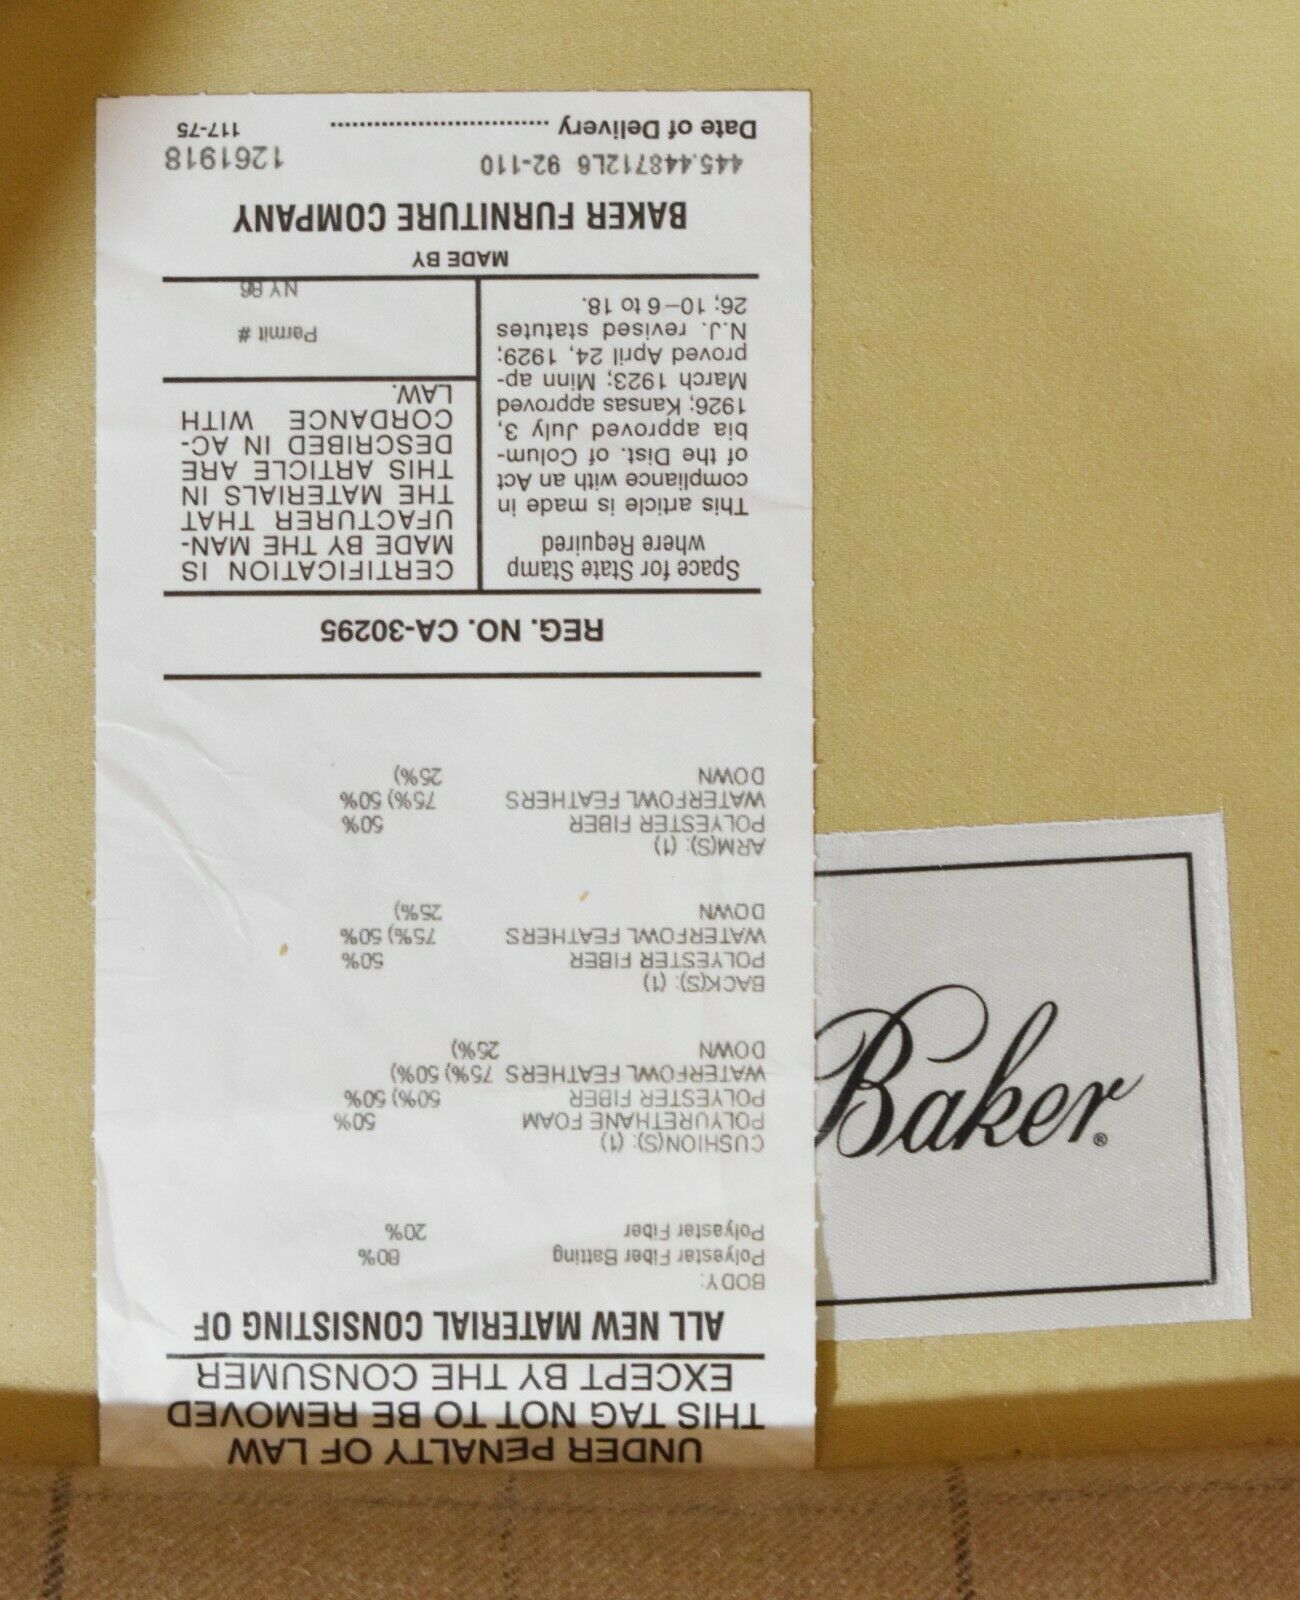 UNDER PENALTY OF LAW
THIS TAG NOT TO BE REMOVED
EXCEPT BY THE CONSUMER
ALL NEW MATERIAL CONSISTING OF
BODY:
Polyaster Fiber Batting 80%
Polyaster Fiber 20%
CUSHION(S): (1)
POLYURETHANE FOAM 50%
POLYESTER FIBER (50%) 50%
WATERFOWL FEATHERS 75%) 50%)
DOWN 25%)
BACK(S): (1)
POLYESTER FIBER 50%
WATERFOWL FEATHERS 75%) 50%
DOWN 25%)
ARM(S): (1)
POLYESTER FIBER 50%
WATERFOWL FEATHERS 75%) 50%
DOWN 25%)
REG. NO. CA-30295
Space for State Stamp
where Required
This article is made in
compliance with an Act
of the Dist. of Colum-
bia approved July 3,
1926; Kansas approved
March 1923; Minn ap-
proved April 24, 1929;
N.J. revised statutes
26; 10-6 to 18.
CERTIFICATION IS
MADE BY THE MAN-
UFACTURER THAT
THE MATERIALS IN
THIS ARTICLE ARE
DESCRIBED IN AC-
CORDANCE WITH
LAW.
Permit #
NY 86
MADE BY
BAKER FURNITURE COMPANY
445.448712L6 92-110 1261918
Date of Delivery ............................... 117-75
Baker®